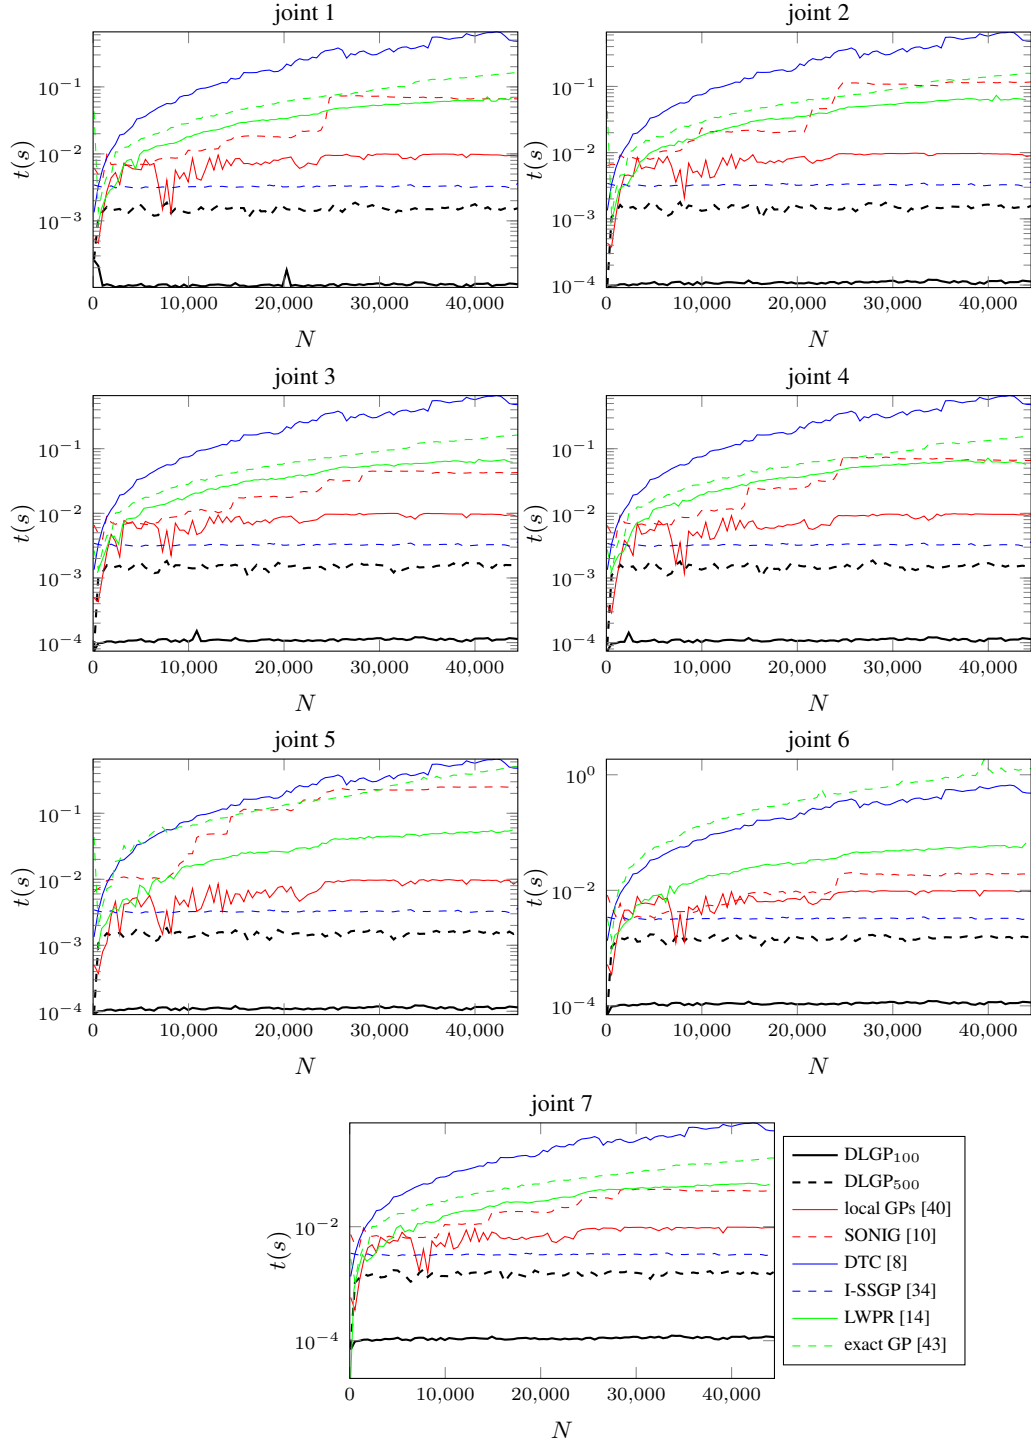 joint 1
10⁻¹
10⁻²
10⁻³
t(s)
0 10,000 20,000 30,000 40,000
N
joint 2
10⁻¹
10⁻²
10⁻³
10⁻⁴
t(s)
0 10,000 20,000 30,000 40,000
N
joint 3
10⁻¹
10⁻²
10⁻³
10⁻⁴
t(s)
0 10,000 20,000 30,000 40,000
N
joint 4
10⁻¹
10⁻²
10⁻³
10⁻⁴
t(s)
0 10,000 20,000 30,000 40,000
N
joint 5
10⁻¹
10⁻²
10⁻³
10⁻⁴
t(s)
0 10,000 20,000 30,000 40,000
N
joint 6
10⁰
10⁻²
10⁻⁴
t(s)
0 10,000 20,000 30,000 40,000
N
joint 7
10⁻²
10⁻⁴
t(s)
0 10,000 20,000 30,000 40,000
N
DLGP₁₀₀
DLGP₅₀₀
local GPs [40]
SONIG [10]
DTC [8]
I-SSGP [34]
LWPR [14]
exact GP [43]